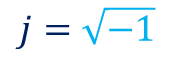 j = √−1